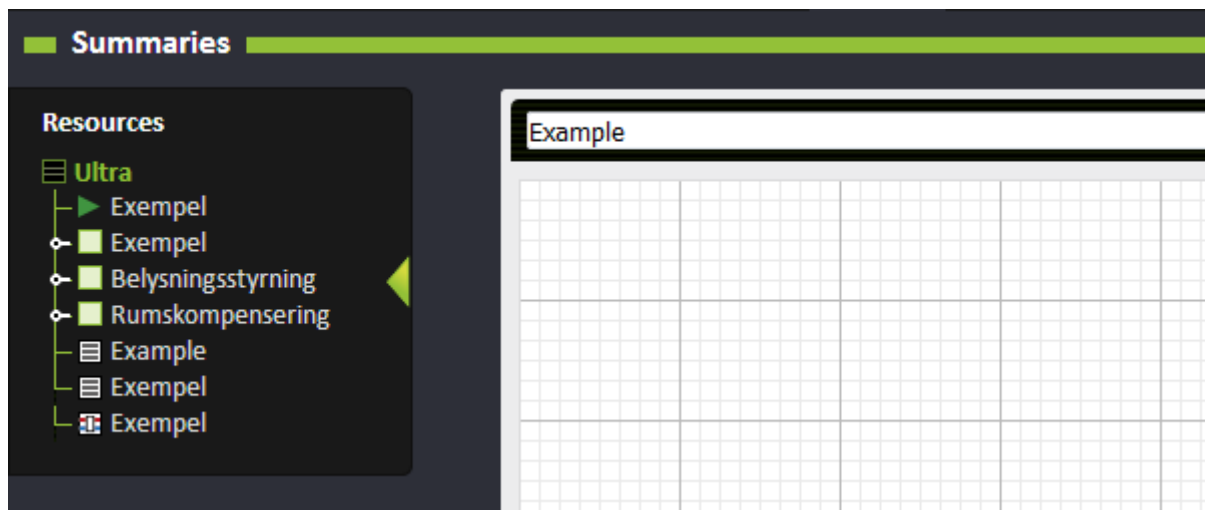 Summaries
Resources
Ultra
Exempel
Exempel
Belysningsstyrning
Rumskompensering
Example
Exempel
Exempel
Example